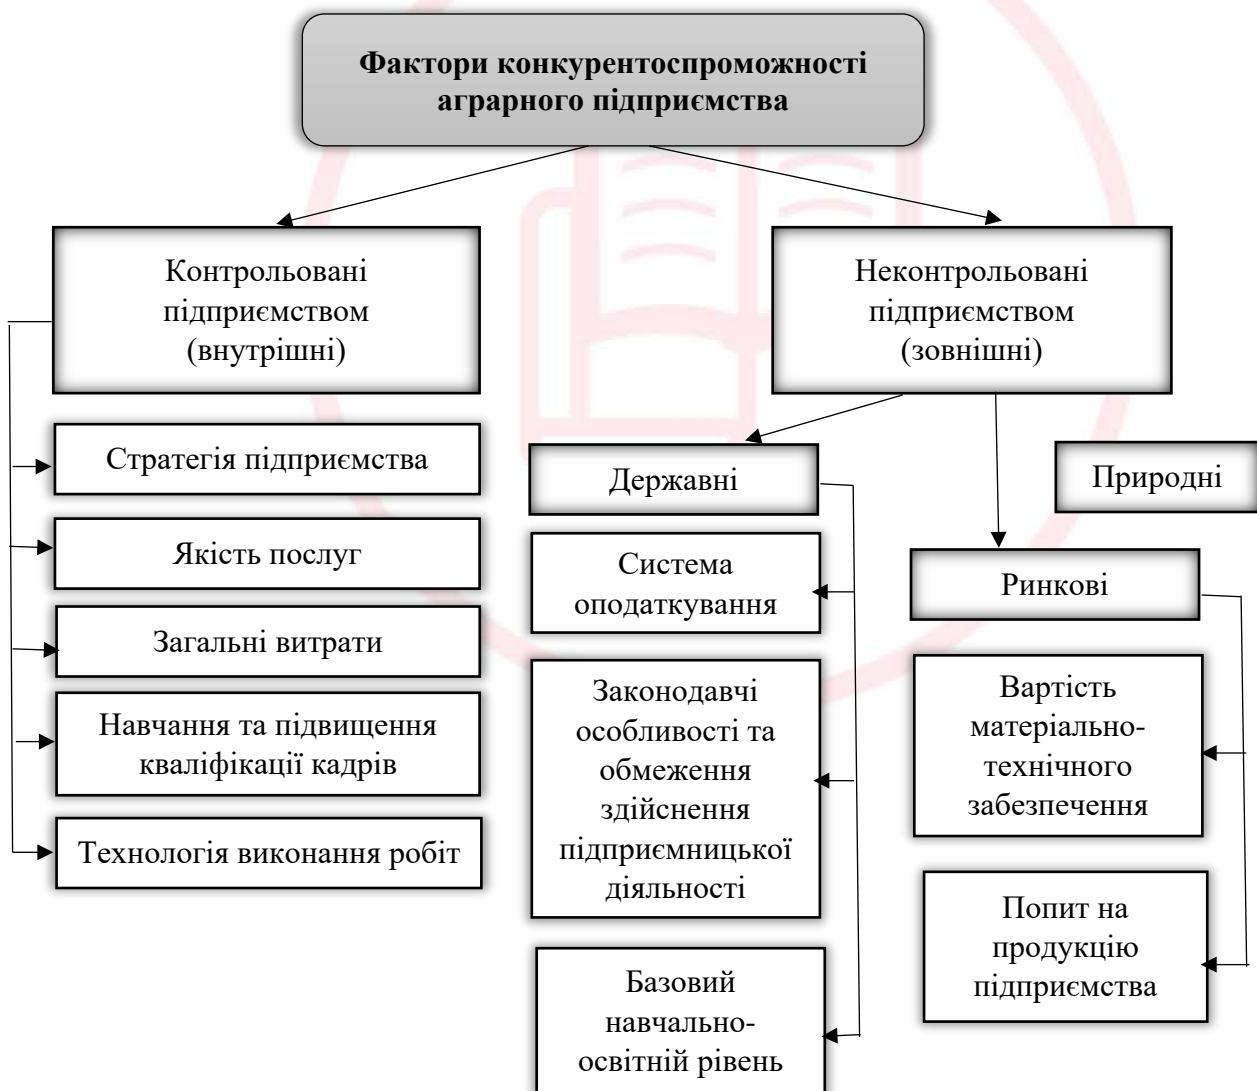 Фактори конкурентоспроможності
аграрного підприємства
Контрольовані
підприємством
(внутрішні)
Стратегія підприємства
Якість послуг
Загальні витрати
Навчання та підвищення
кваліфікації кадрів
Технологія виконання робіт
Неконтрольовані
підприємством
(зовнішні)
Державні
Система
оподаткування
Законодавчі
особливості та
обмеження
здійснення
підприємницької
діяльності
Базовий
навчально-
освітній рівень
Природні
Ринкові
Вартість
матеріально-
технічного
забезпечення
Попит на
продукцію
підприємства